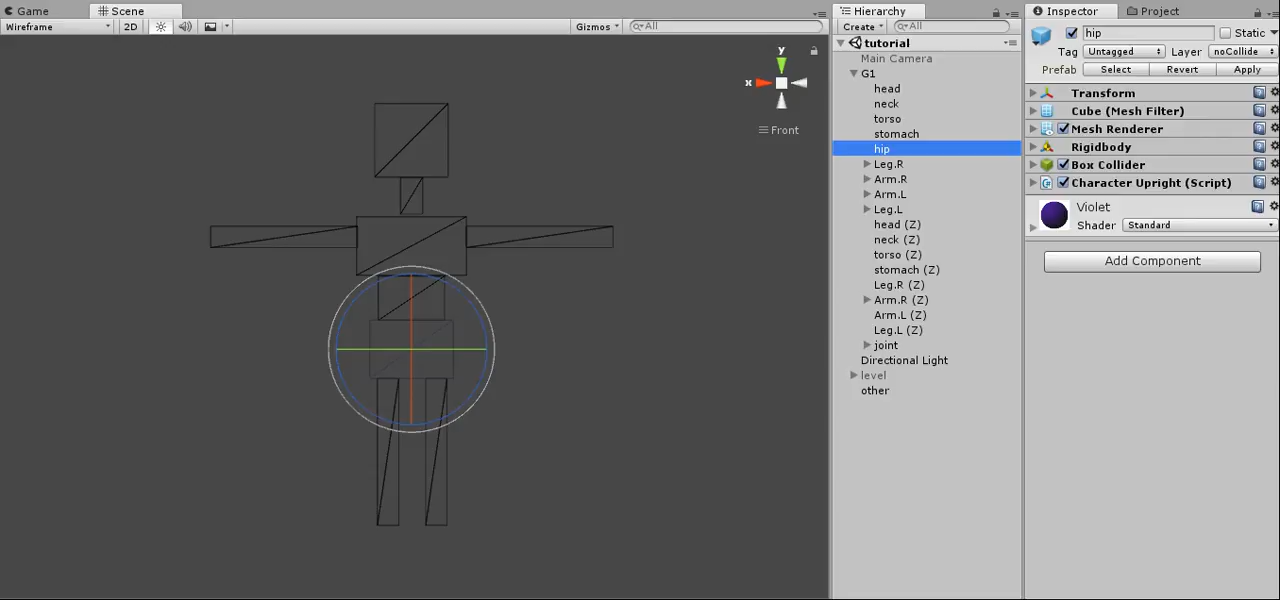 Game
Scene
Wireframe
2D
Gizmos
All
y
x
Front
Hierarchy
Create
All
tutorial
Main Camera
G1
head
neck
torso
stomach
hip
Leg.R
Arm.R
Arm.L
Leg.L
head (Z)
neck (Z)
torso (Z)
stomach (Z)
Leg.R (Z)
Arm.R (Z)
Arm.L (Z)
Leg.L (Z)
joint
Directional Light
level
other
Inspector
Project
hip
Static
Tag Untagged Layer noCollide
Prefab Select Revert Apply
Transform
Cube (Mesh Filter)
Mesh Renderer
Rigidbody
Box Collider
Character Upright (Script)
Violet
Shader Standard
Add Component